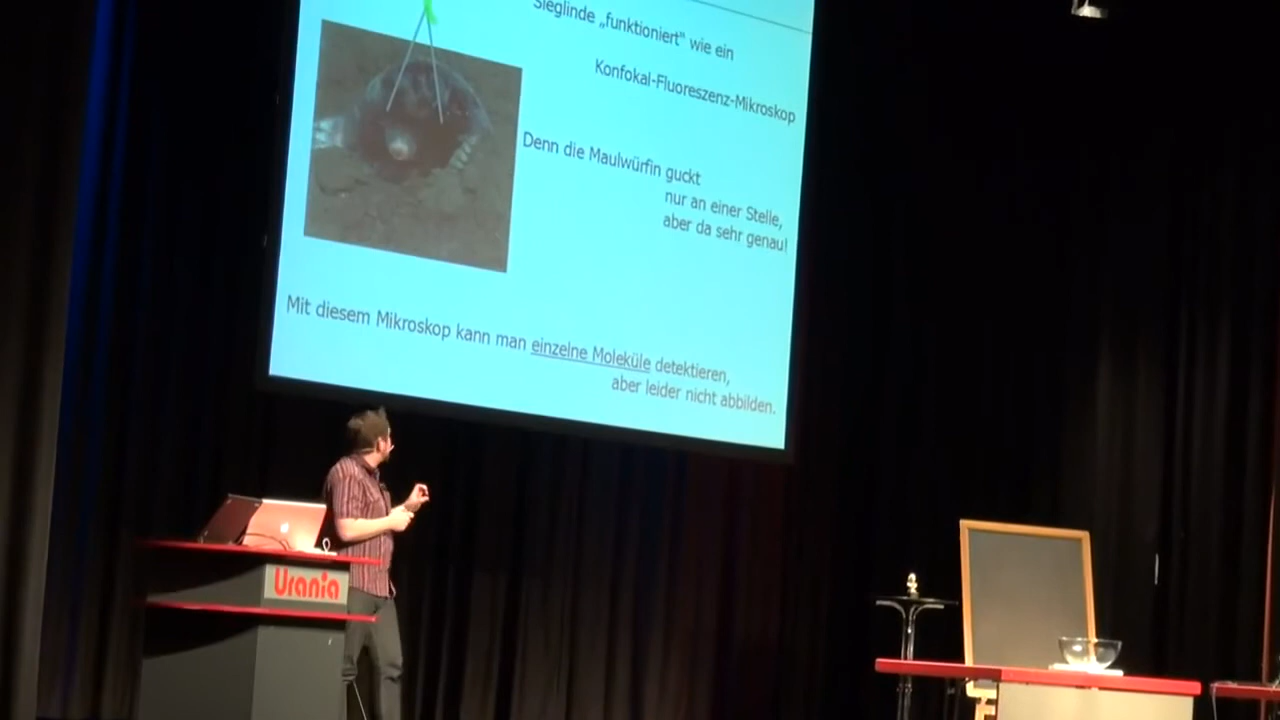 Sieglinde „funktioniert“ wie ein
Konfokal-Fluoreszenz-Mikroskop
Denn die Maulwürfin guckt
nur an einer Stelle,
aber da sehr genau!
Mit diesem Mikroskop kann man einzelne Moleküle detektieren,
aber leider nicht abbilden.
Urania